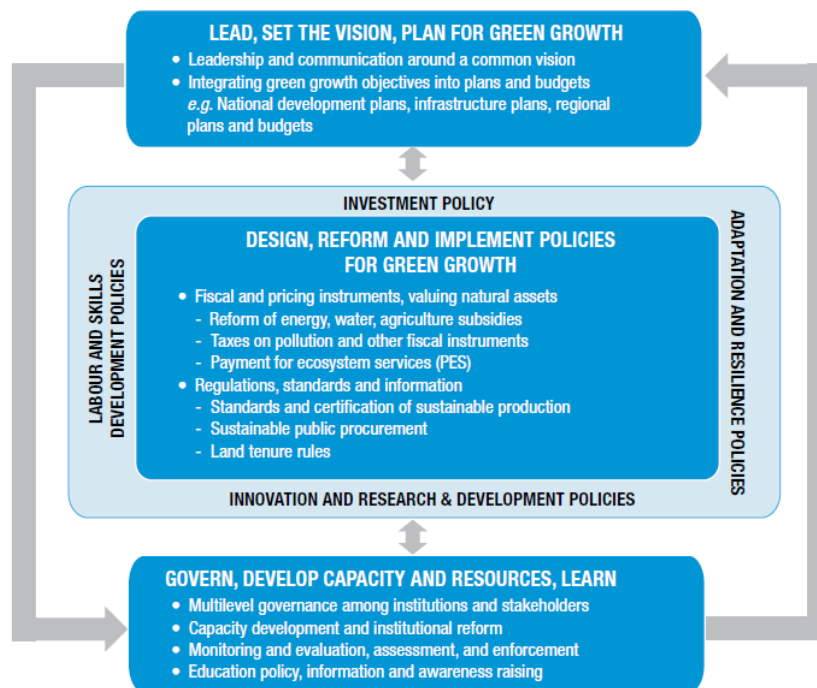 LEAD, SET THE VISION, PLAN FOR GREEN GROWTH
• Leadership and communication around a common vision
• Integrating green growth objectives into plans and budgets
e.g. National development plans, infrastructure plans, regional
plans and budgets
INVESTMENT POLICY
LABOUR AND SKILLS
DEVELOPMENT POLICIES
DESIGN, REFORM AND IMPLEMENT POLICIES
FOR GREEN GROWTH
• Fiscal and pricing instruments, valuing natural assets
- Reform of energy, water, agriculture subsidies
- Taxes on pollution and other fiscal instruments
- Payment for ecosystem services (PES)
• Regulations, standards and information
- Standards and certification of sustainable production
- Sustainable public procurement
- Land tenure rules
ADAPTATION AND RESILIENCE POLICIES
INNOVATION AND RESEARCH & DEVELOPMENT POLICIES
GOVERN, DEVELOP CAPACITY AND RESOURCES, LEARN
• Multilevel governance among institutions and stakeholders
• Capacity development and institutional reform
• Monitoring and evaluation, assessment, and enforcement
• Education policy, information and awareness raising